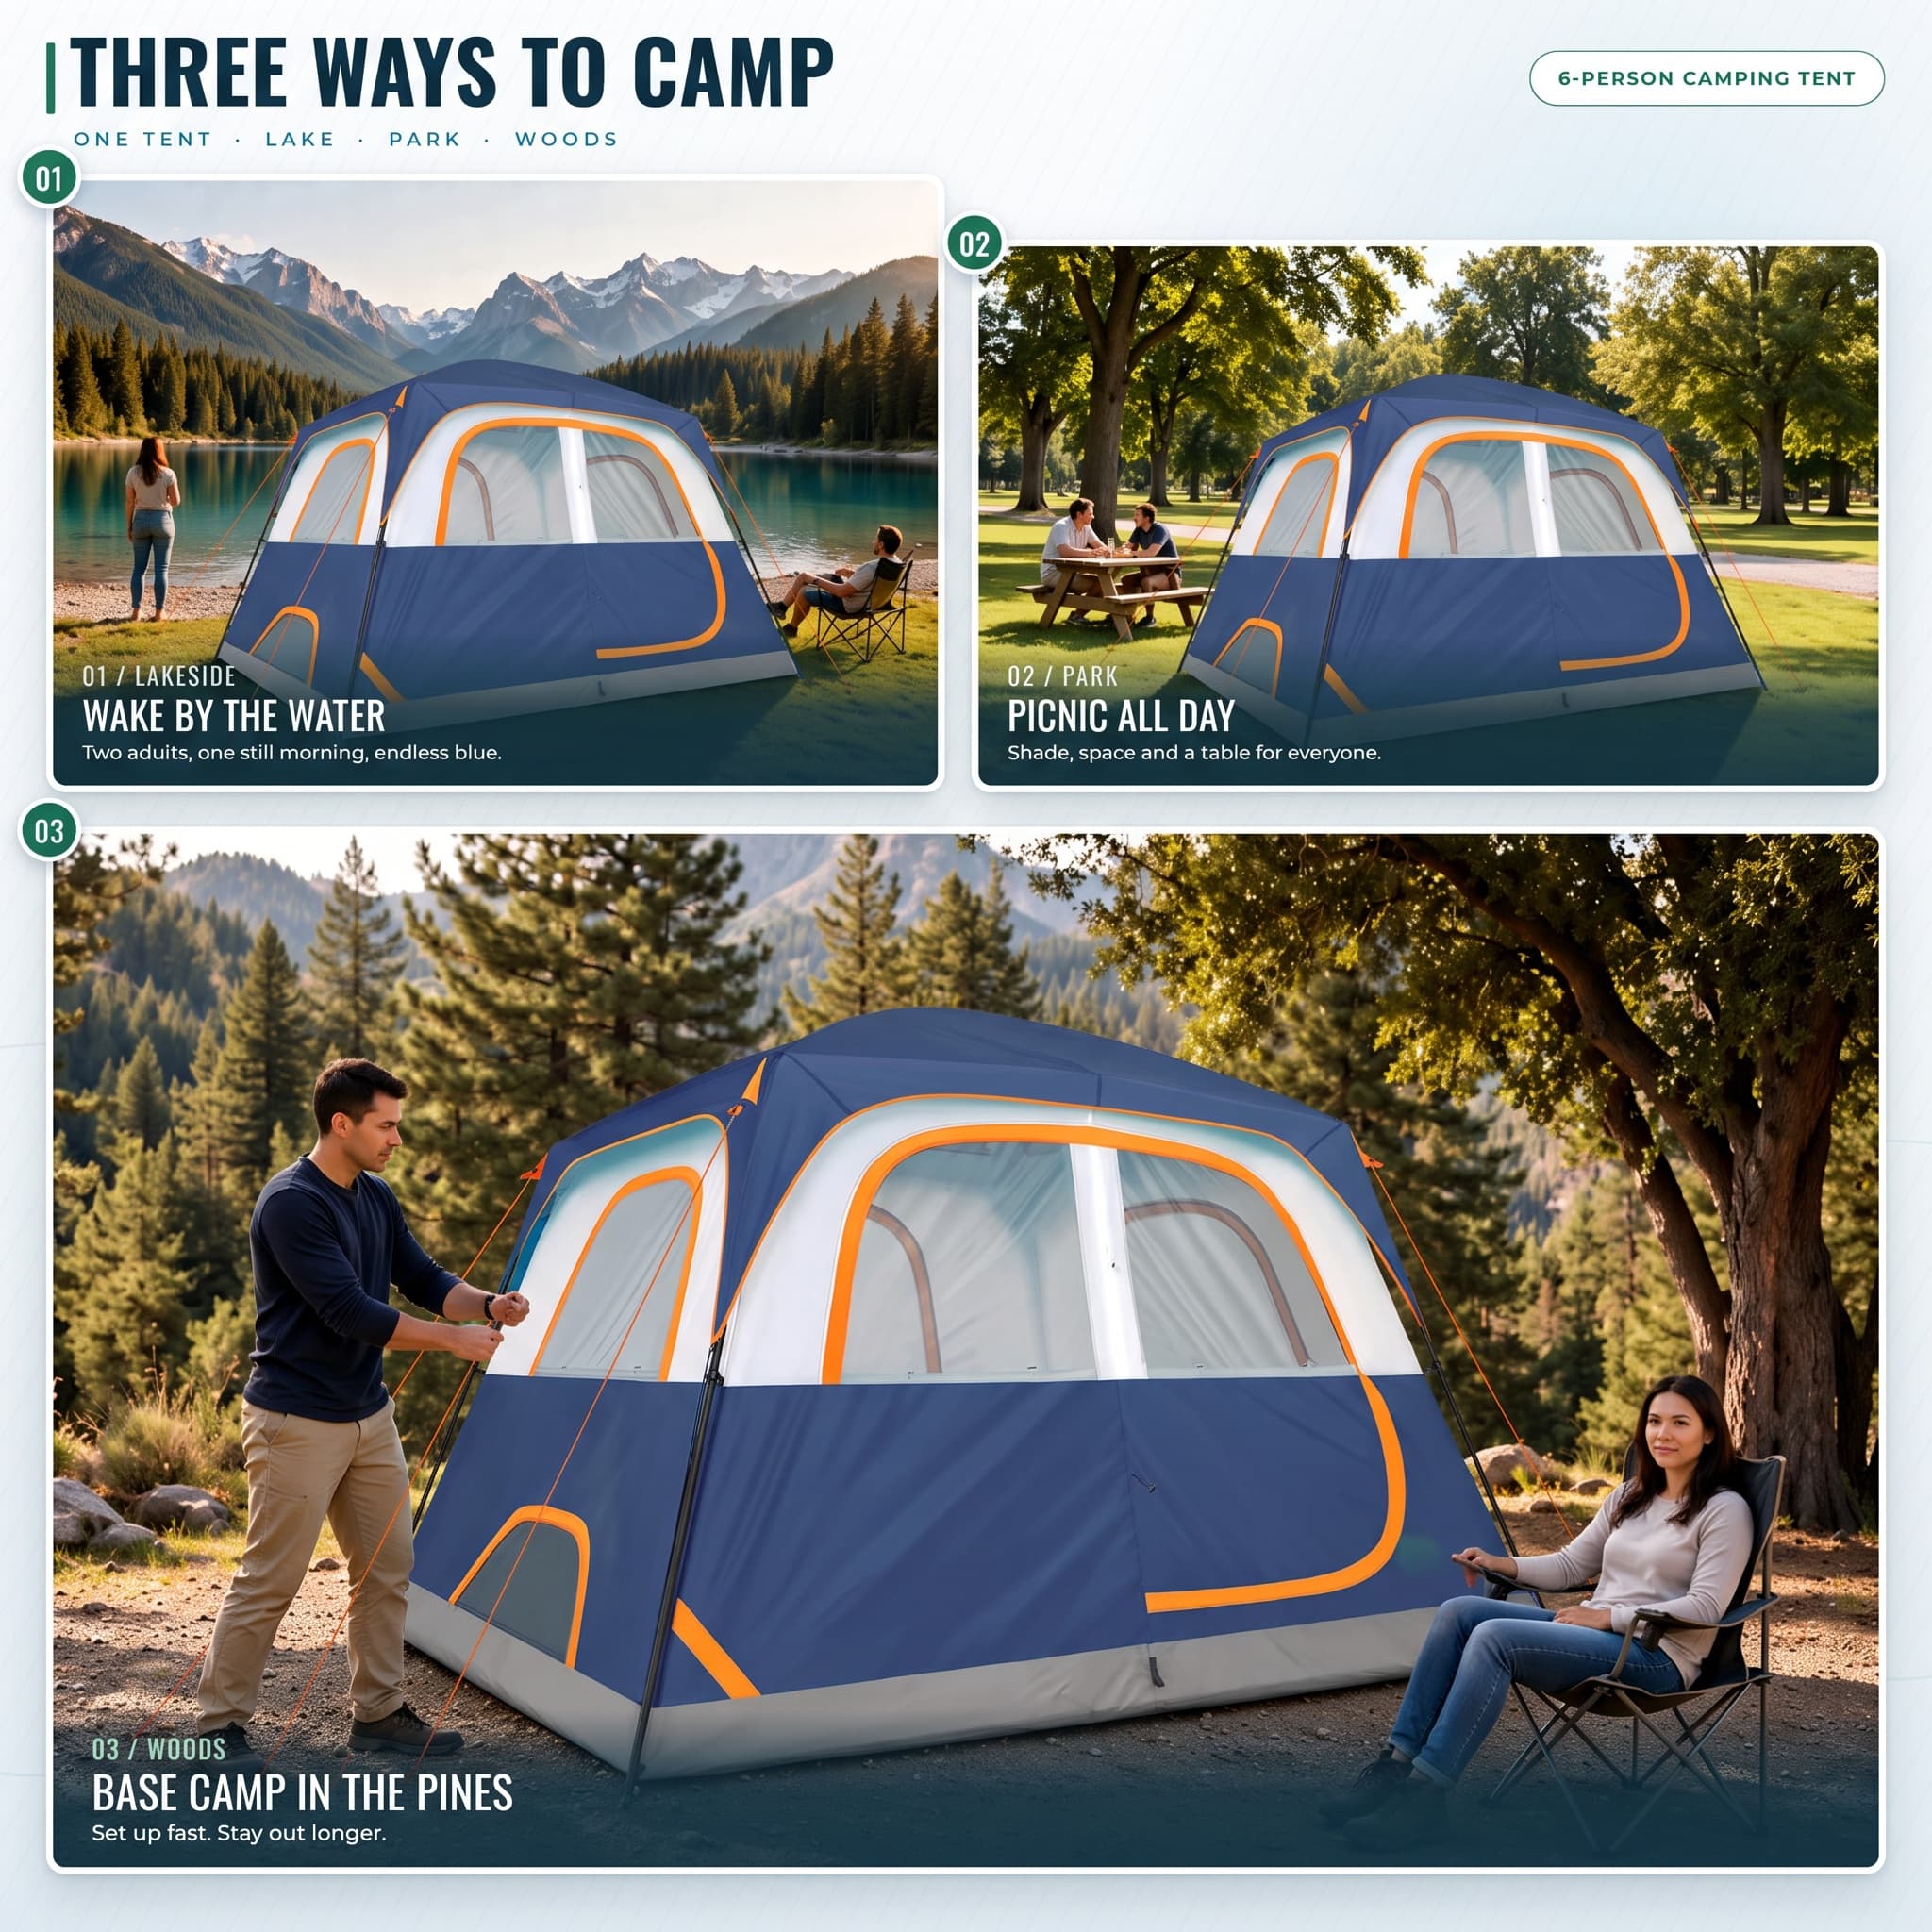 THREE WAYS TO CAMP
6-PERSON CAMPING TENT
ONE TENT · LAKE · PARK · WOODS
01
01 / LAKESIDE
WAKE BY THE WATER
Two aduits, one still morning, endless blue.
02
02 / PARK
PICNIC ALL DAY
Shade, space and a table for everyone.
03
03 / WOODS
BASE CAMP IN THE PINES
Set up fast. Stay out longer.